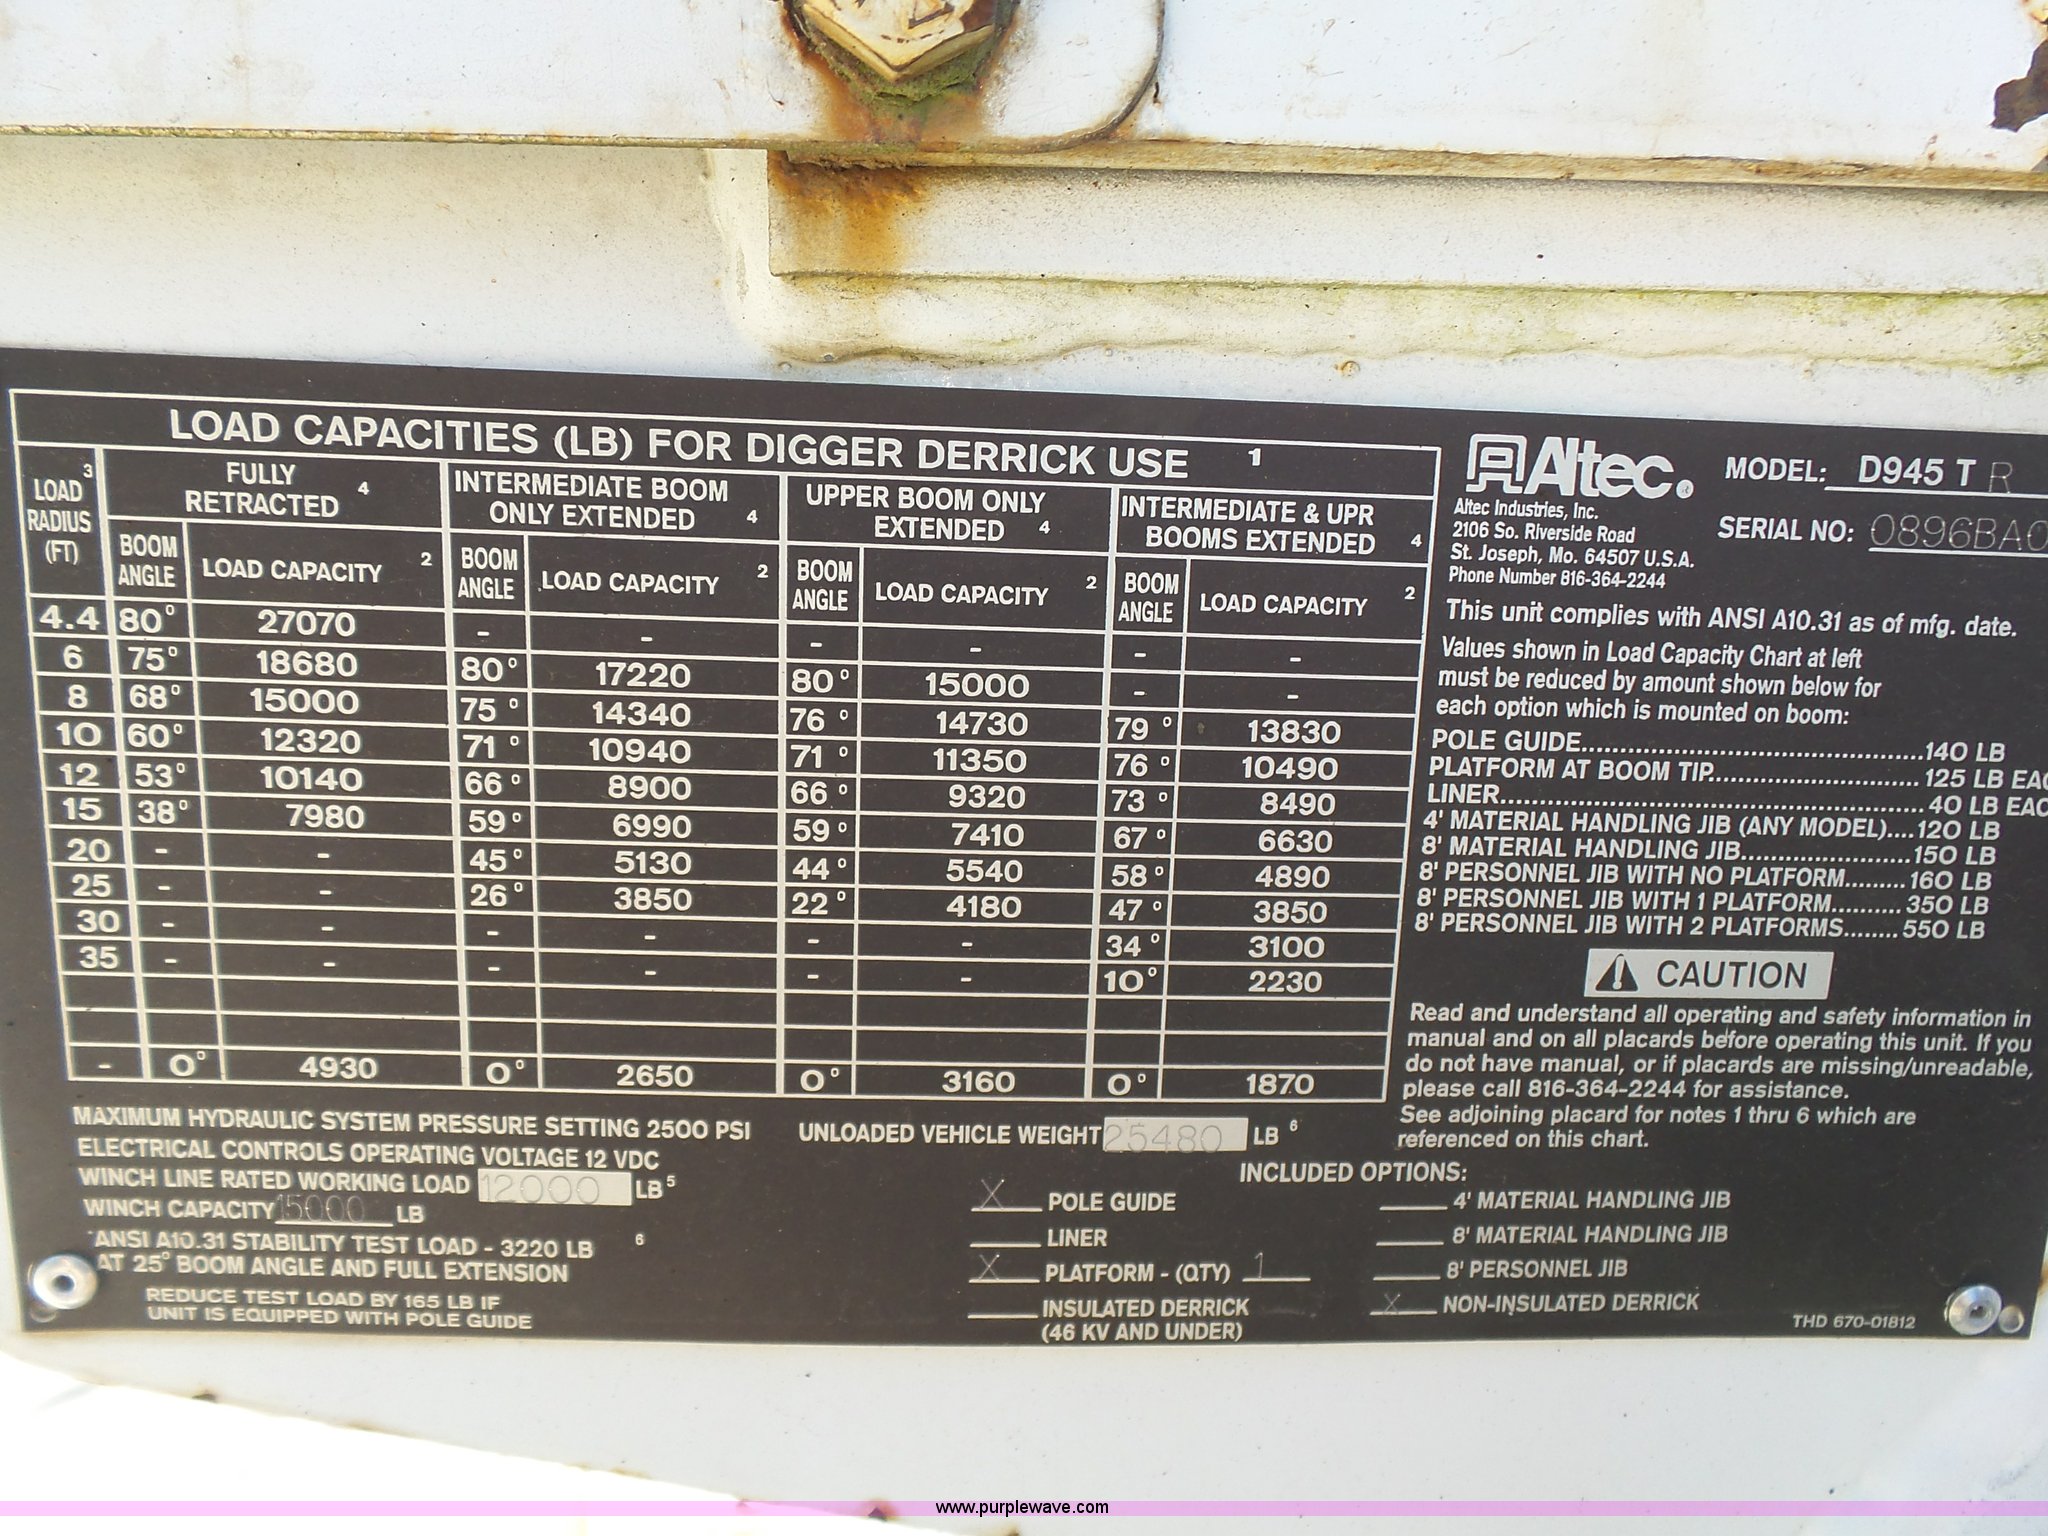 LOAD CAPACITIES (LB) FOR DIGGER DERRICK USE 1
LOAD RADIUS (FT) 3
FULLY RETRACTED 4
INTERMEDIATE BOOM ONLY EXTENDED 4
UPPER BOOM ONLY EXTENDED 4
INTERMEDIATE & UPR BOOMS EXTENDED 4
BOOM ANGLE LOAD CAPACITY 2 BOOM ANGLE LOAD CAPACITY 2 BOOM ANGLE LOAD CAPACITY 2 BOOM ANGLE LOAD CAPACITY 2
4.4 80° 27070 - - - - - -
6 75° 18680 80° 17220 80° 15000 - -
8 68° 15000 75° 14340 76° 14730 79° 13830
10 60° 12320 71° 10940 71° 11350 76° 10490
12 53° 10140 66° 8900 66° 9320 73° 8490
15 38° 7980 59° 6990 59° 7410 67° 6630
20 - - 45° 5130 44° 5540 58° 4890
25 - - 26° 3850 22° 4180 47° 3850
30 - - - - - - 34° 3100
35 - - - - - - 10° 2230
- 0° 4930 0° 2650 0° 3160 0° 1870
MAXIMUM HYDRAULIC SYSTEM PRESSURE SETTING 2500 PSI
ELECTRICAL CONTROLS OPERATING VOLTAGE 12 VDC
WINCH LINE RATED WORKING LOAD 12000 LB 5
WINCH CAPACITY 15000 LB
ANSI A10.31 STABILITY TEST LOAD - 3220 LB 6
AT 25° BOOM ANGLE AND FULL EXTENSION
REDUCE TEST LOAD BY 165 LB IF
UNIT IS EQUIPPED WITH POLE GUIDE
UNLOADED VEHICLE WEIGHT 25480 LB 6
INCLUDED OPTIONS:
X POLE GUIDE
LINER
X PLATFORM - (QTY) 1
INSULATED DERRICK
(46 KV AND UNDER)
4' MATERIAL HANDLING JIB
8' MATERIAL HANDLING JIB
8' PERSONNEL JIB
X NON-INSULATED DERRICK
THD 670-01812
Altec.
MODEL: D945 T R
Altec Industries, Inc.
2106 So. Riverside Road
St. Joseph, Mo. 64507 U.S.A.
Phone Number 816-364-2244
SERIAL NO: 0896BA0
This unit complies with ANSI A10.31 as of mfg. date.
Values shown in Load Capacity Chart at left
must be reduced by amount shown below for
each option which is mounted on boom:
POLE GUIDE...140 LB
PLATFORM AT BOOM TIP...125 LB EAC
LINER...40 LB EAC
4' MATERIAL HANDLING JIB (ANY MODEL)....120 LB
8' MATERIAL HANDLING JIB...150 LB
8' PERSONNEL JIB WITH NO PLATFORM...160 LB
8' PERSONNEL JIB WITH 1 PLATFORM...350 LB
8' PERSONNEL JIB WITH 2 PLATFORMS...550 LB
CAUTION
Read and understand all operating and safety information in
manual and on all placards before operating this unit. If you
do not have manual, or if placards are missing/unreadable,
please call 816-364-2244 for assistance.
See adjoining placard for notes 1 thru 6 which are
referenced on this chart.
www.purplewave.com